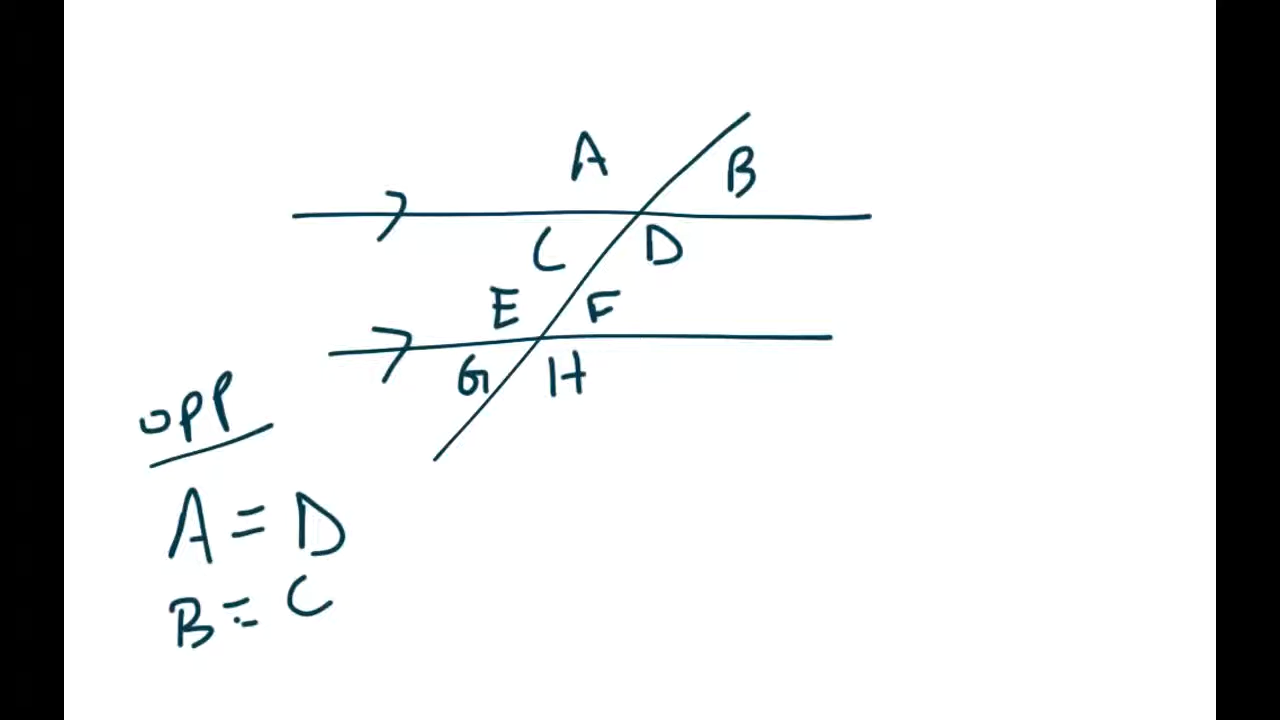 A B
C D
E F
G H
OPP
A = D
B = C